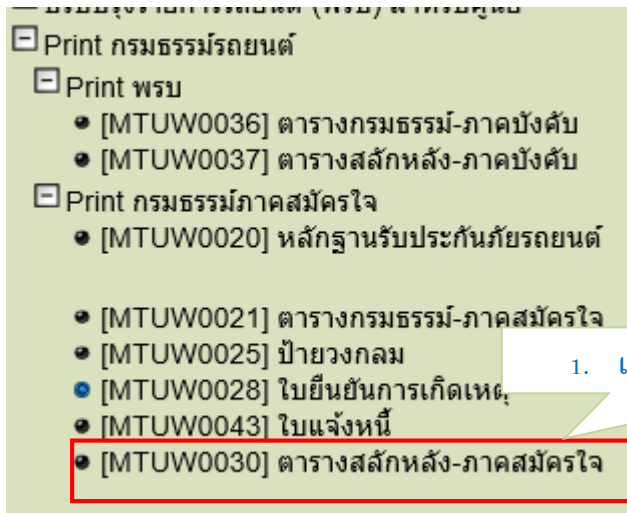 Print กรมธรรม์รถยนต์
Print พรบ
[MTUW0036] ตารางกรมธรรม์-ภาคบังคับ
[MTUW0037] ตารางสลักหลัง-ภาคบังคับ
Print กรมธรรม์ภาคสมัครใจ
[MTUW0020] หลักฐานรับประกันภัยรถยนต์
[MTUW0021] ตารางกรมธรรม์-ภาคสมัครใจ
[MTUW0025] ป้ายวงกลม
1.
[MTUW0028] ใบยืนยันการเกิดเหตุ
[MTUW0043] ใบแจ้งหนี้
[MTUW0030] ตารางสลักหลัง-ภาคสมัครใจ